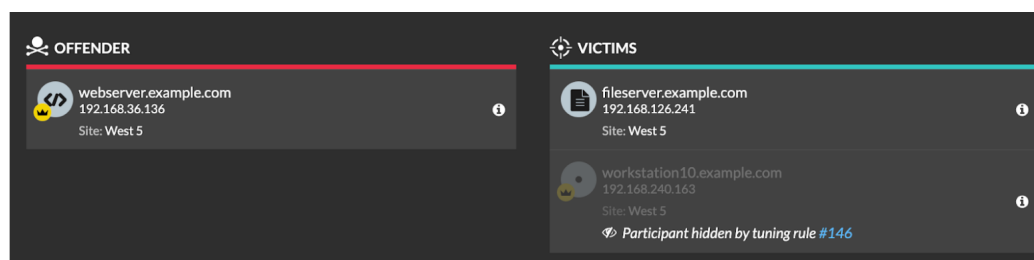 OFFENDER
webserver.example.com
192.168.36.136
Site: West 5
VICTIMS
fileserver.example.com
192.168.126.241
Site: West 5
workstation10.example.com
192.168.240.163
Site: West 5
Participant hidden by tuning rule #146